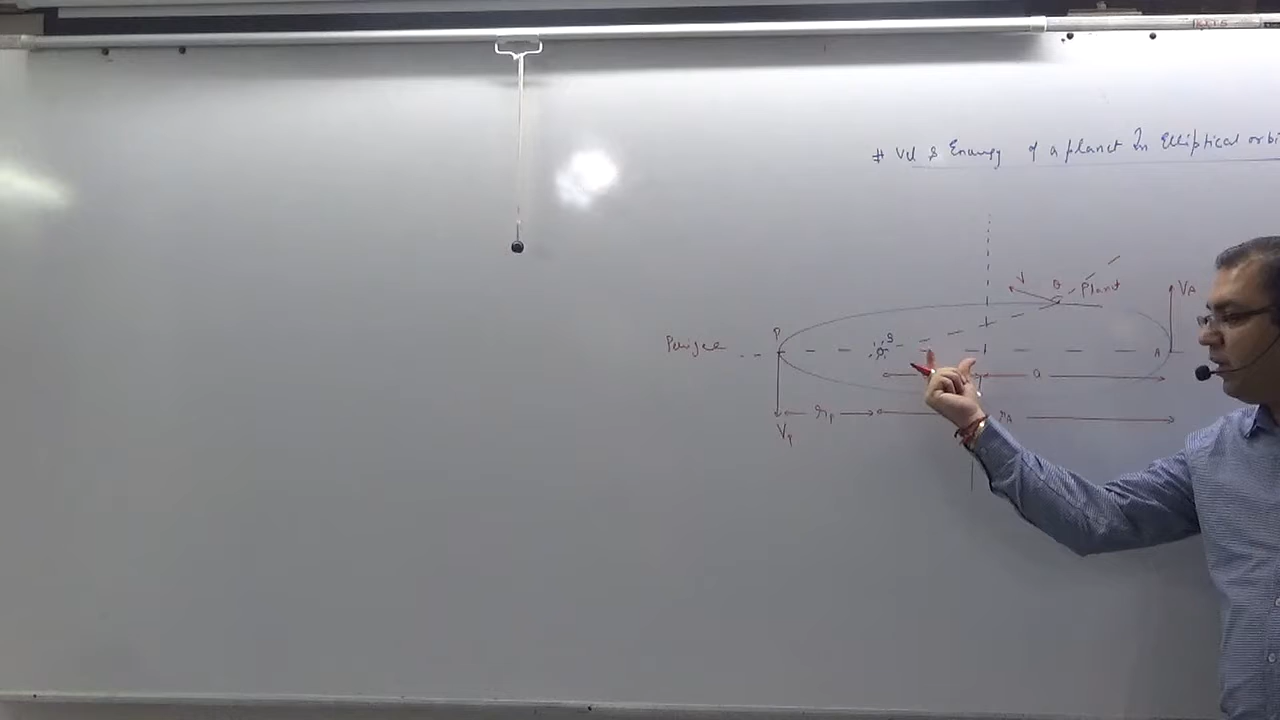 # Vel & Energy of a planet In Elliptical orbi
V
B
Planet
VA
P
S
Perigee
A
a
rp
rA
Vp